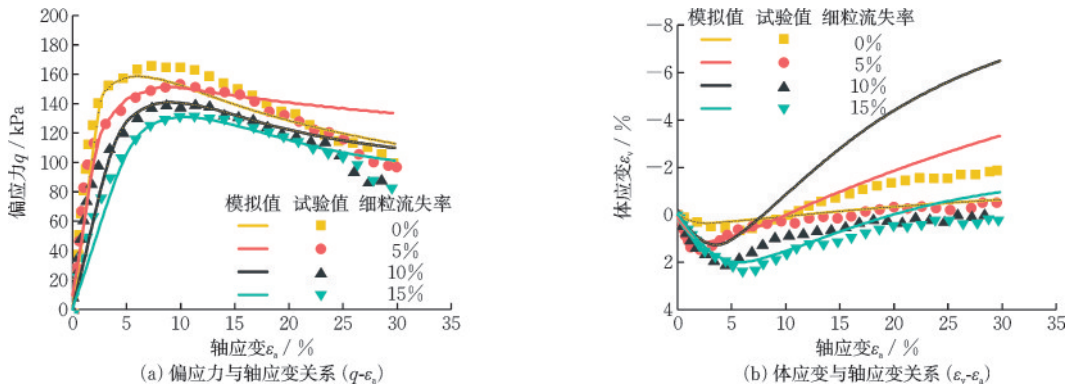 偏应力q / kPa
200
180
160
140
120
100
80
60
40
20
0
模拟值 试验值 细粒流失率
0%
5%
10%
15%
0 5 10 15 20 25 30 35
轴应变εₐ / %
(a) 偏应力与轴应变关系 (q-εₐ)
体应变εᵥ / %
−8
−6
−4
−2
0
2
4
模拟值 试验值 细粒流失率
0%
5%
10%
15%
0 5 10 15 20 25 30 35
轴应变εₐ / %
(b) 体应变与轴应变关系 (εᵥ-εₐ)